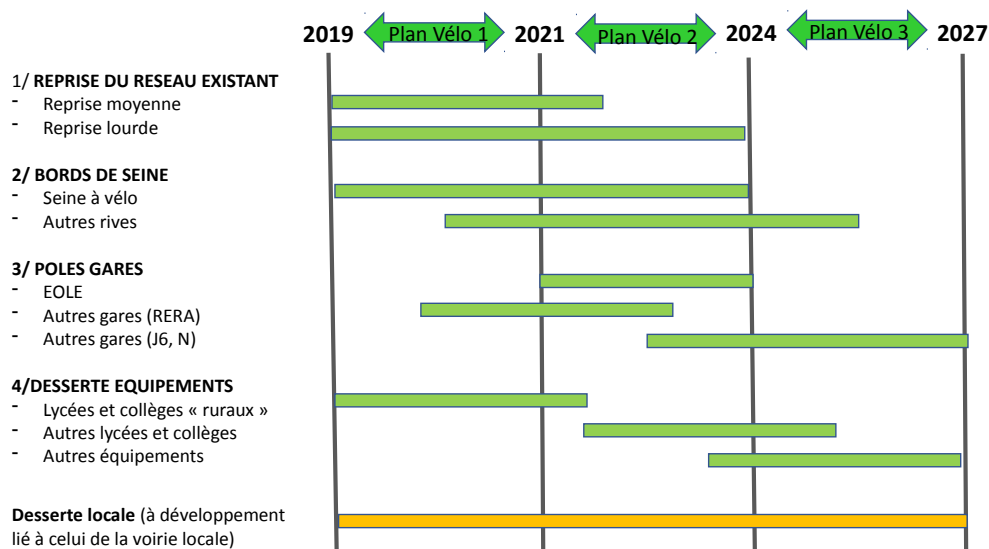 2019 Plan Vélo 1 2021 Plan Vélo 2 2024 Plan Vélo 3 2027
1/ REPRISE DU RESEAU EXISTANT
- Reprise moyenne
- Reprise lourde
2/ BORDS DE SEINE
- Seine à vélo
- Autres rives
3/ POLES GARES
- EOLE
- Autres gares (RERA)
- Autres gares (J6, N)
4/DESSERTE EQUIPEMENTS
- Lycées et collèges « ruraux »
- Autres lycées et collèges
- Autres équipements
Desserte locale (à développement
lié à celui de la voirie locale)